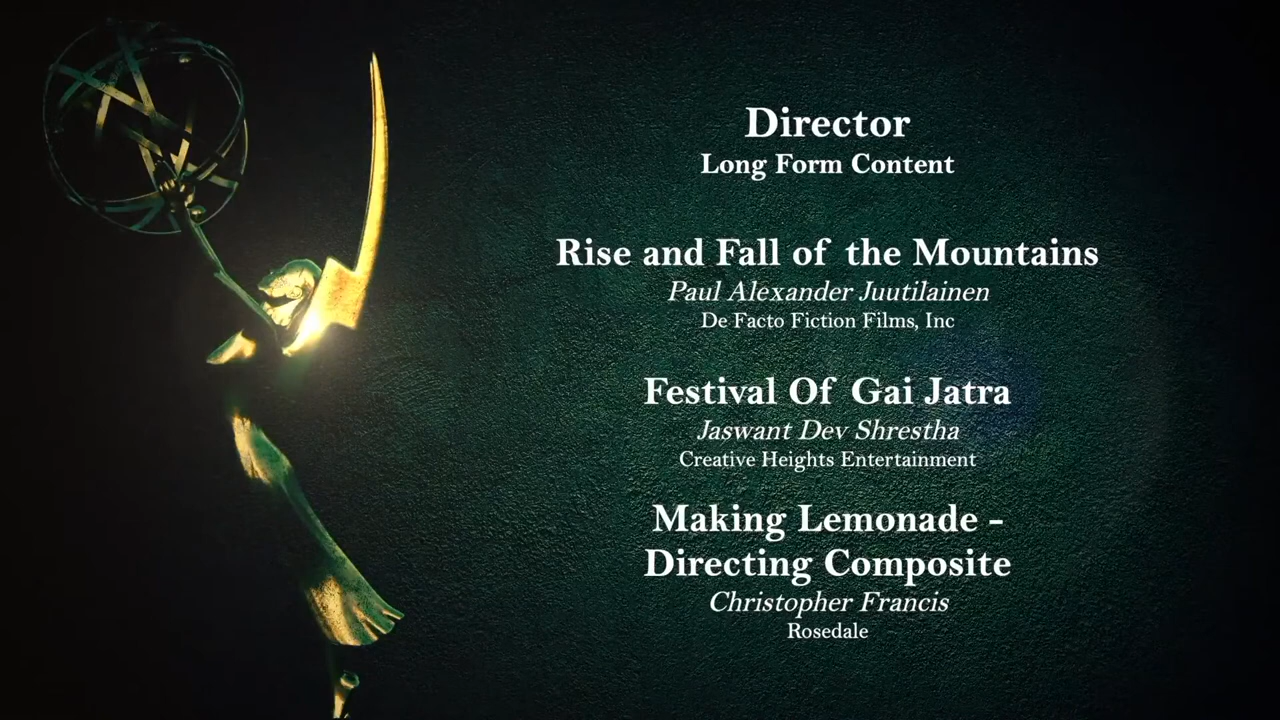 Director
Long Form Content
Rise and Fall of the Mountains
Paul Alexander Juutilainen
De Facto Fiction Films, Inc
Festival Of Gai Jatra
Jaswant Dev Shrestha
Creative Heights Entertainment
Making Lemonade -
Directing Composite
Christopher Francis
Rosedale